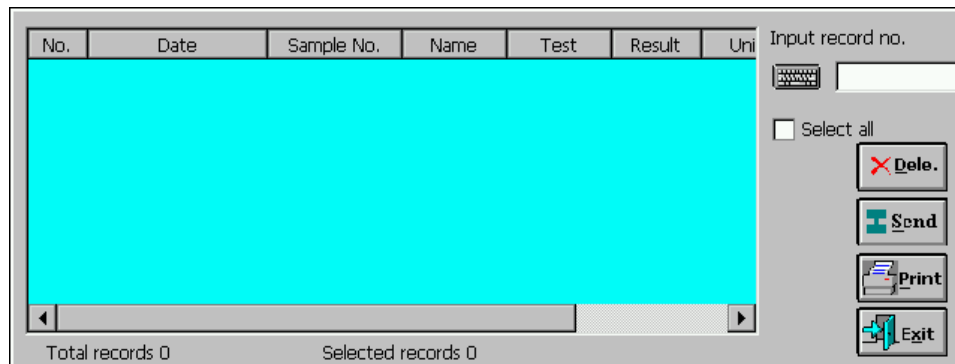 No. Date Sample No. Name Test Result Uni
Input record no.
Select all
Dele.
Send
Print
Exit
Total records 0 Selected records 0